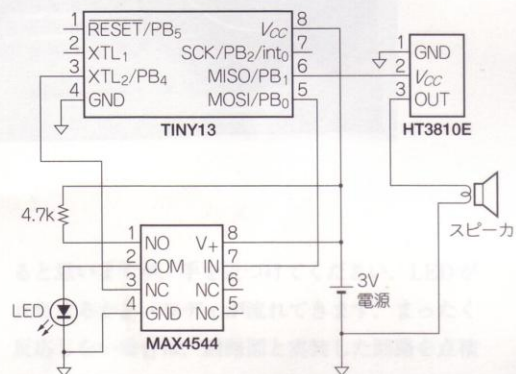 1 RESET/PB5
2 XTL1
3 XTL2/PB4
4 GND
VCC 8
SCK/PB2/int0 7
MISO/PB1 6
MOSI/PB0 5
TINY13
1 GND
2 VCC
3 OUT
HT3810E
スピーカ
4.7k
1 NO
2 COM
3 NC
4 GND
V+ 8
IN 7
NC 6
NC 5
MAX4544
LED
3V
電源